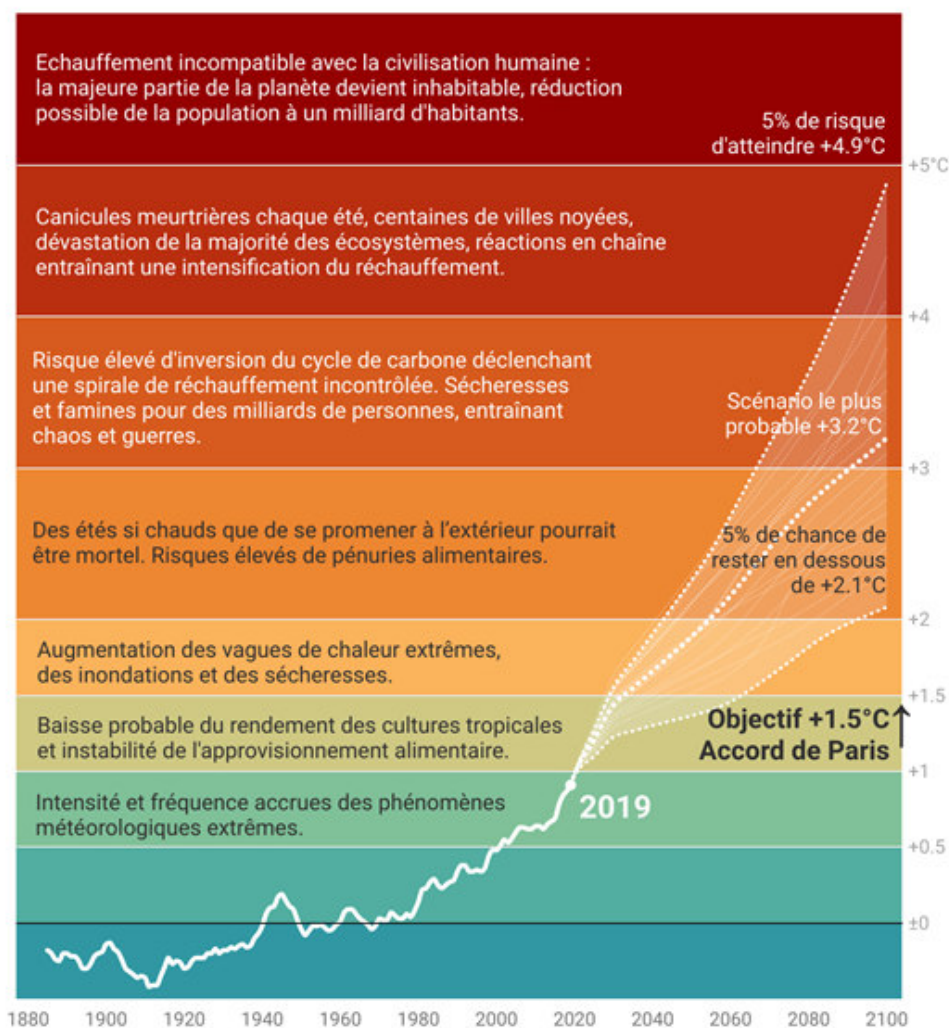 Echauffement incompatible avec la civilisation humaine :
la majeure partie de la planète devient inhabitable, réduction
possible de la population à un milliard d'habitants.
5% de risque
d'atteindre +4.9°C
+5°C
Canicules meurtrières chaque été, centaines de villes noyées,
dévastation de la majorité des écosystèmes, réactions en chaîne
entraînant une intensification du réchauffement.
+4
Risque élevé d'inversion du cycle de carbone déclenchant
une spirale de réchauffement incontrôlée. Sécheresses
et famines pour des milliards de personnes, entraînant
chaos et guerres.
Scénario le plus
probable +3.2°C
+3
Des étés si chauds que de se promener à l'extérieur pourrait
être mortel. Risques élevés de pénuries alimentaires.
5% de chance de
rester en dessous
de +2.1°C
+2
Augmentation des vagues de chaleur extrêmes,
des inondations et des sécheresses.
+1.5
Baisse probable du rendement des cultures tropicales
et instabilité de l'approvisionnement alimentaire.
Objectif +1.5°C
Accord de Paris
+1
Intensité et fréquence accrues des phénomènes
météorologiques extrêmes.
2019
+0.5
±0
1880 1900 1920 1940 1960 1980 2000 2020 2040 2060 2080 2100